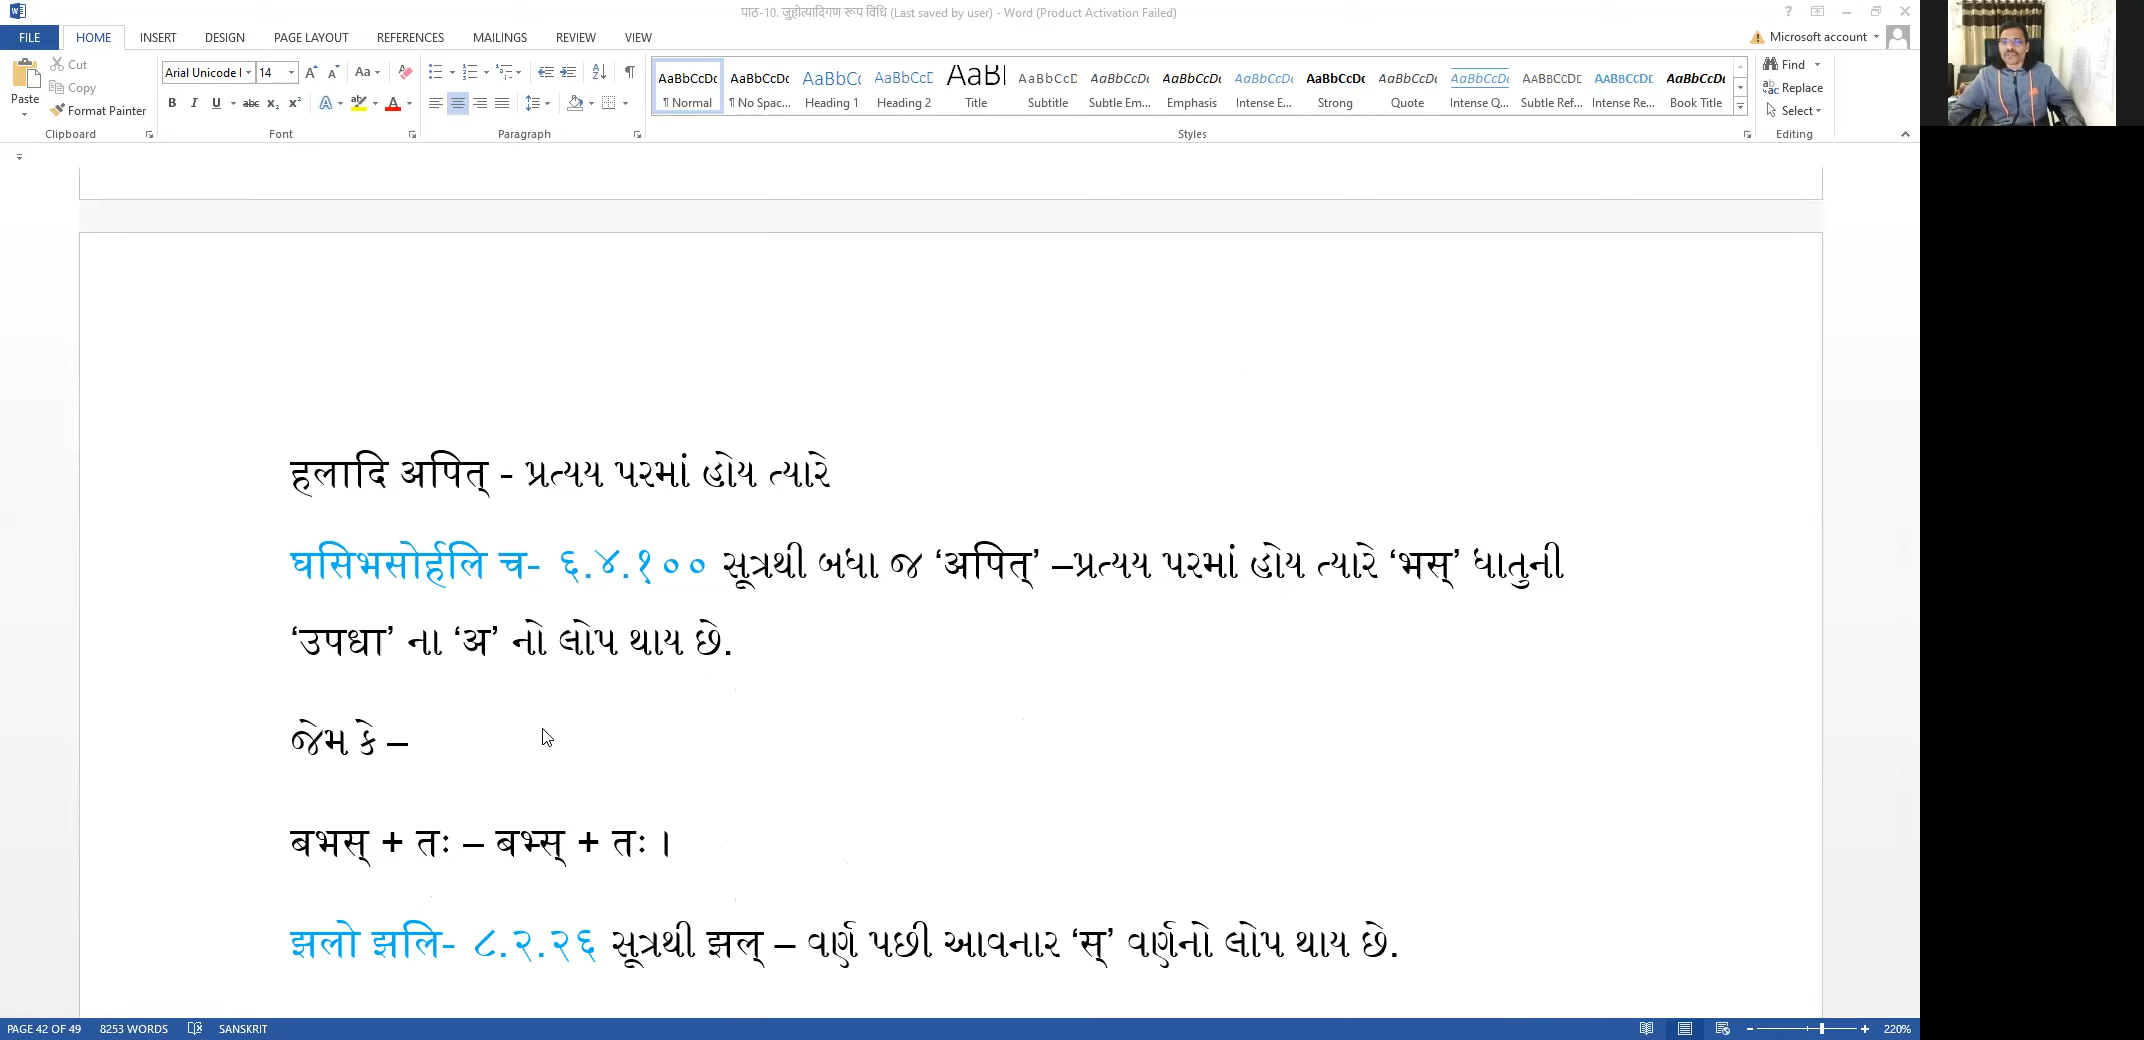 पाठ-10. जूहोत्यादिगण रूप विधि (Last saved by user) - Word (Product Activation Failed)
FILE HOME INSERT DESIGN PAGE LAYOUT REFERENCES MAILINGS REVIEW VIEW Microsoft account
Cut
Copy
Format Painter
Paste
Arial Unicode 14
AaBbCcDc AaBbCcDc AaBbCc AaBbCcD AaBl AaBbCcD AaBbCcDc AaBbCcDc AaBbCcDc AaBbCcDc AaBbCcDc AaBbCcDc AABBCCDE AABBCCDE AaBbCcDc
¶ Normal ¶ No Spac... Heading 1 Heading 2 Title Subtitle Subtle Em... Emphasis Intense E... Strong Quote Intense Q... Subtle Ref... Intense Re... Book Title
Find
Replace
Select
Clipboard Font Paragraph Styles Editing
हलादि अपित् - પ્રત્યય પરમાં હોય ત્યારે
घसिभसोर्हलि च- ६.४.१०० સૂત્રથી બધા જ ‘अपित्’ –પ્રત્યય પરમાં હોય ત્યારે ‘भस्’ ધાતુની
‘उपधा’ ના ‘अ’ નો લોપ થાય છે.
જેમ કે –
बभस् + तः – बभ्स् + तः ।
झलो झलि- ८.२.२६ સૂત્રથી झल् – વર્ણ પછી આવનાર ‘स्’ વર્ણનો લોપ થાય છે.
PAGE 42 OF 49 8253 WORDS SANSKRIT 220%